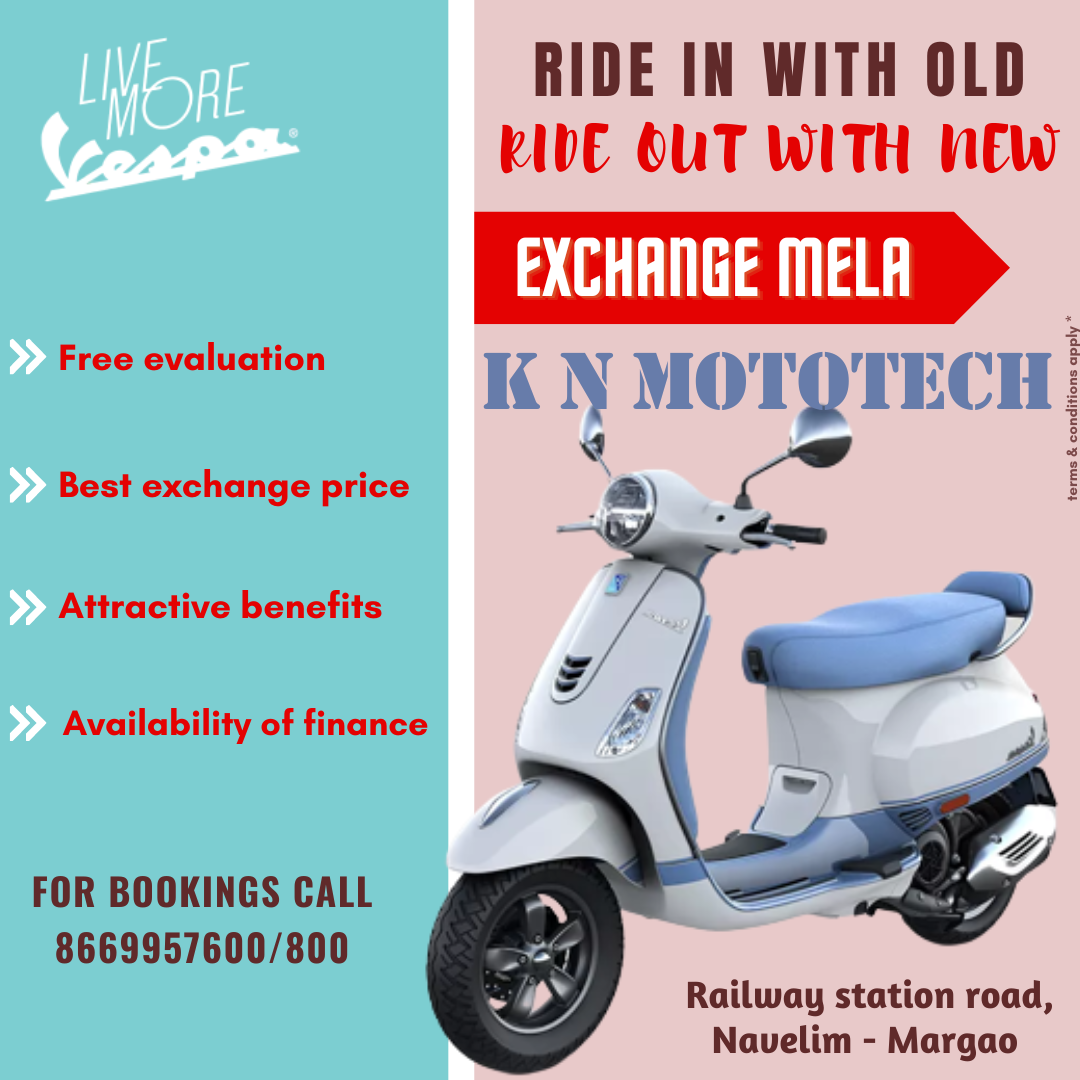 LIVE
MORE
Vespa®
RIDE IN WITH OLD
RIDE OUT WITH NEW
EXCHANGE MELA
K N MOTOTECH
terms & conditions apply *
Free evaluation
Best exchange price
Attractive benefits
Availability of finance
FOR BOOKINGS CALL
8669957600/800
Railway station road,
Navelim - Margao